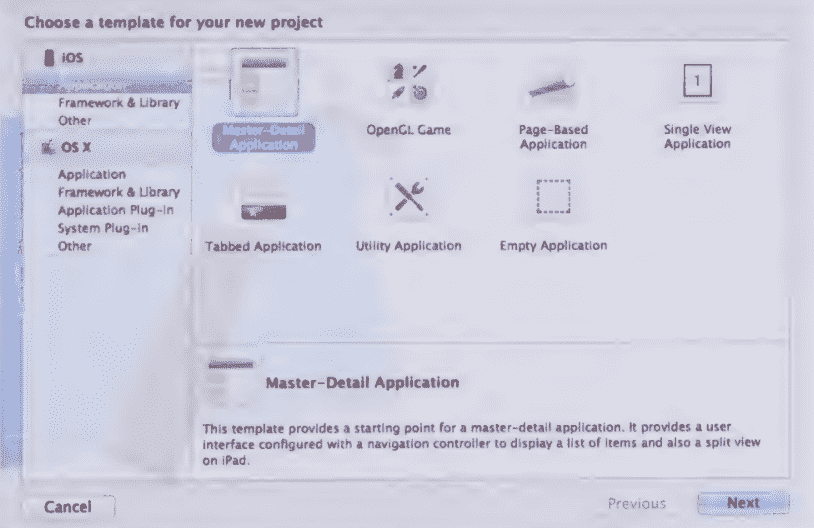 Choose a template for your new project
iOS
Framework & Library
Other
OS X
Application
Framework & Library
Application Plug-in
System Plug-in
Other
Master-Detail
Application
OpenGL Game
Page-Based
Application
1
Single View
Application
Tabbed Application
Utility Application
Empty Application
Master-Detail Application
This template provides a starting point for a master-detail application. It provides a user
interface configured with a navigation controller to display a list of items and also a split view
on iPad.
Cancel
Previous
Next